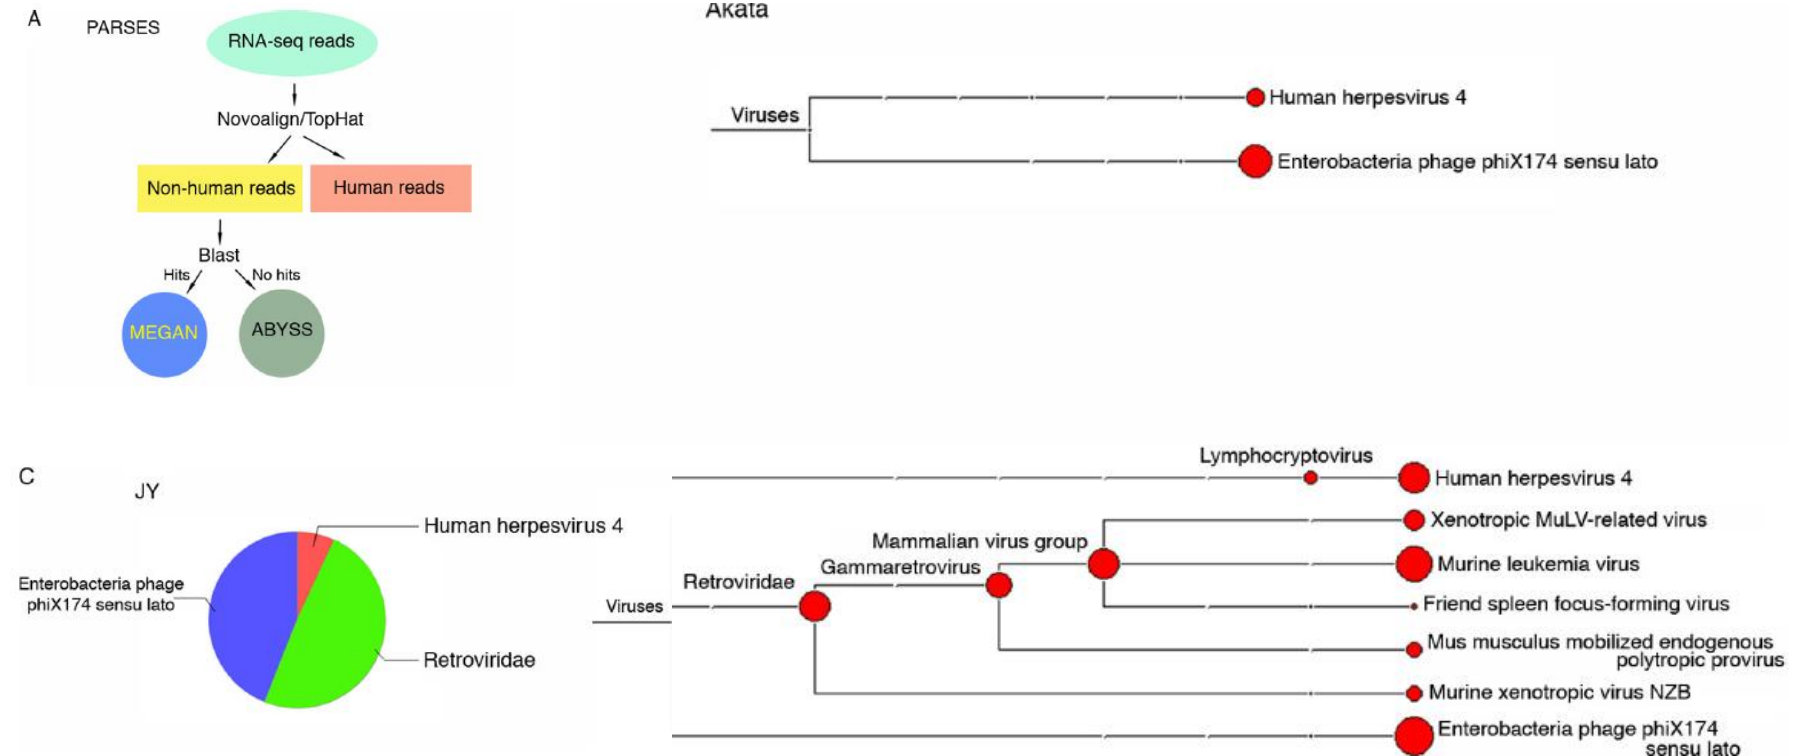 A
PARSES
RNA-seq reads
Novoalign/TopHat
Non-human reads
Human reads
Blast
Hits
No hits
MEGAN
ABYSS
Akata
Viruses
Human herpesvirus 4
Enterobacteria phage phiX174 sensu lato
C
JY
Human herpesvirus 4
Enterobacteria phage
phiX174 sensu lato
Retroviridae
Viruses
Lymphocryptovirus
Human herpesvirus 4
Xenotropic MuLV-related virus
Mammalian virus group
Gammaretrovirus
Murine leukemia virus
Retroviridae
Friend spleen focus-forming virus
Mus musculus mobilized endogenous
polytropic provirus
Murine xenotropic virus NZB
Enterobacteria phage phiX174
sensu lato